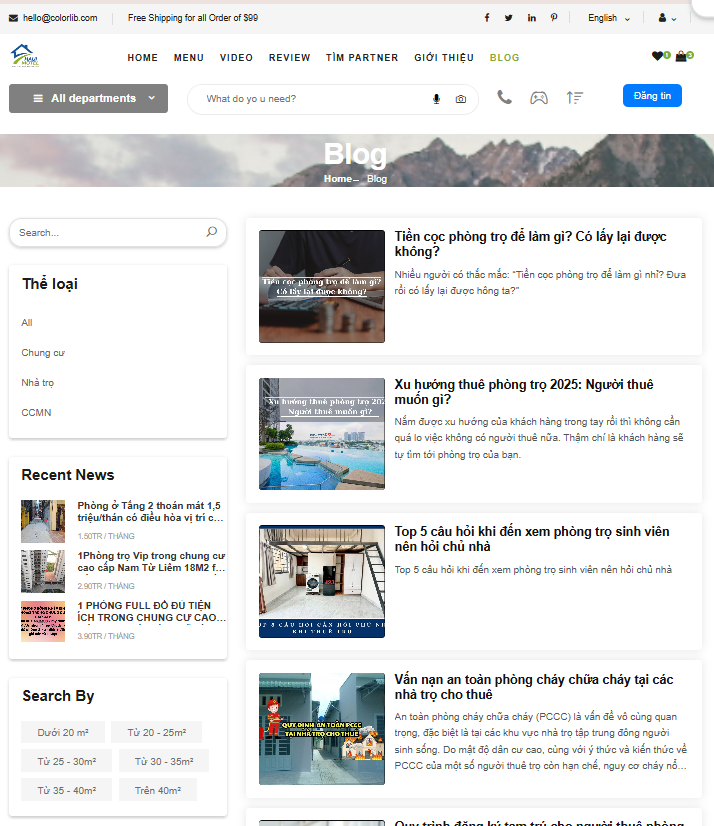 hello@colorlib.com
Free Shipping for all Order of $99
English
HOME
MENU
VIDEO
REVIEW
TÌM PARTNER
GIỚI THIỆU
BLOG
All departments
What do yo u need?
Đăng tin
Blog
Home
Blog
Search...
Thể loại
All
Chung cư
Nhà trọ
CCMN
Recent News
Phòng ở Tầng 2 thoán mát 1,5
triệu/thán có điều hòa vị trí c...
1.50TR / THÁNG
1Phòng trọ Vip trong chung cư
cao cấp Nam Từ Liêm 18M2 f...
2.90TR / THÁNG
1 PHÒNG FULL ĐỒ ĐỦ TIỆN
ÍCH TRONG CHUNG CƯ CAO...
3.90TR / THÁNG
Search By
Dưới 20 m²
Từ 20 - 25m²
Từ 25 - 30m²
Từ 30 - 35m²
Từ 35 - 40m²
Trên 40m²
Tiền cọc phòng trọ để làm gì?
Có lấy lại được không?
Tiền cọc phòng trọ để làm gì? Có lấy lại được
không?
Nhiều người có thắc mắc: "Tiền cọc phòng trọ để làm gì nhỉ? Đưa
rồi có lấy lại được hông ta?"
Xu hướng thuê phòng trọ 202
Người thuê muốn gì?
Xu hướng thuê phòng trọ 2025: Người thuê
muốn gì?
Nắm được xu hướng của khách hàng trong tay rồi thì không cần
quá lo việc không có người thuê nữa. Thậm chí là khách hàng sẽ
tự tìm tới phòng trọ của bạn.
Top 5 câu hỏi khi đến xem phòng trọ sinh viên
nên hỏi chủ nhà
Top 5 câu hỏi khi đến xem phòng trọ sinh viên nên hỏi chủ nhà
QUY ĐỊNH AN TOÀN PCCC
TẠI NHÀ TRỌ CHO THUÊ
Vấn nạn an toàn phòng cháy chữa cháy tại các
nhà trọ cho thuê
An toàn phòng cháy chữa cháy (PCCC) là vấn đề vô cùng quan
trọng, đặc biệt là tại các khu vực nhà trọ tập trung đông người
sinh sống. Do mật độ dân cư cao, cùng với ý thức và kiến thức về
PCCC của một số người thuê trọ còn hạn chế, nguy cơ cháy nổ...
Quy trình đăng ký tạm trú cho người thuê phòng